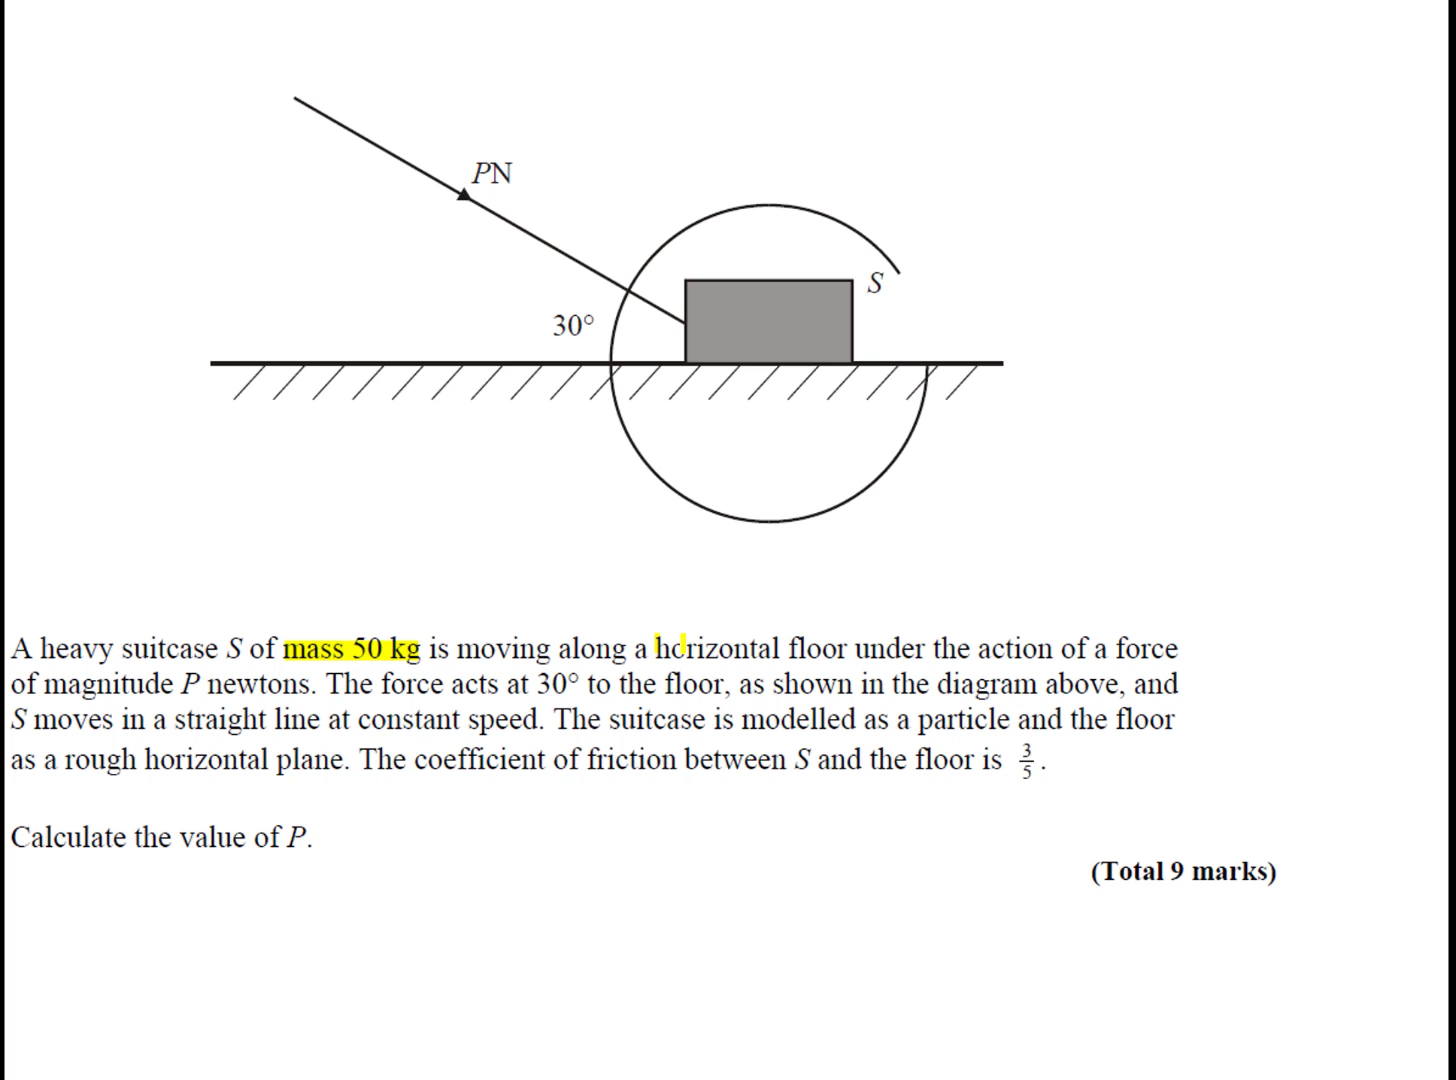 PN
S
30°
A heavy suitcase S of mass 50 kg is moving along a horizontal floor under the action of a force
of magnitude P newtons. The force acts at 30° to the floor, as shown in the diagram above, and
S moves in a straight line at constant speed. The suitcase is modelled as a particle and the floor
as a rough horizontal plane. The coefficient of friction between S and the floor is 3/5.
Calculate the value of P.
(Total 9 marks)